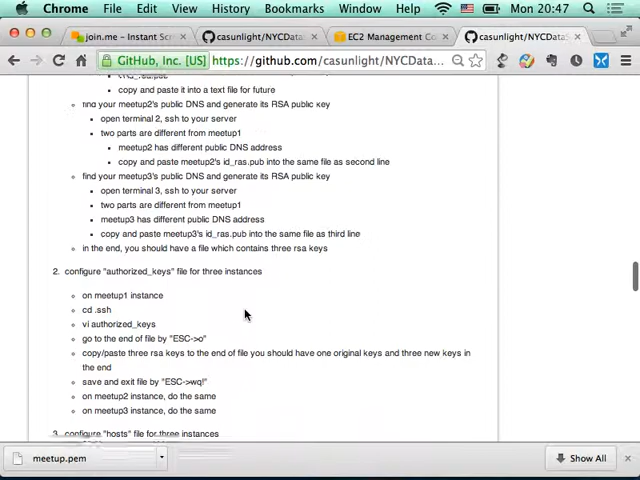 Chrome File Edit View History Bookmarks Window Help Mon 20:47
join.me – Instant Scr casunlight/NYCDataS EC2 Management Co casunlight/NYCDataS
GitHub, Inc. [US] https://github.com/casunlight/NYCData...
copy and paste it into a text file for future
find your meetup2's public DNS and generate its RSA public key
open terminal 2, ssh to your server
two parts are different from meetup1
meetup2 has different public DNS address
copy and paste meetup2's id_ras.pub into the same file as second line
find your meetup3's public DNS and generate its RSA public key
open terminal 3, ssh to your server
two parts are different from meetup1
meetup3 has different public DNS address
copy and paste meetup3's id_ras.pub into the same file as third line
in the end, you should have a file which contains three rsa keys
2. configure "authorized_keys" file for three instances
on meetup1 instance
cd .ssh
vi authorized_keys
go to the end of file by "ESC->o"
copy/paste three rsa keys to the end of file you should have one original keys and three new keys in
the end
save and exit file by "ESC->wq!"
on meetup2 instance, do the same
on meetup3 instance, do the same
3. configure "hosts" file for three instances
meetup.pem Show All